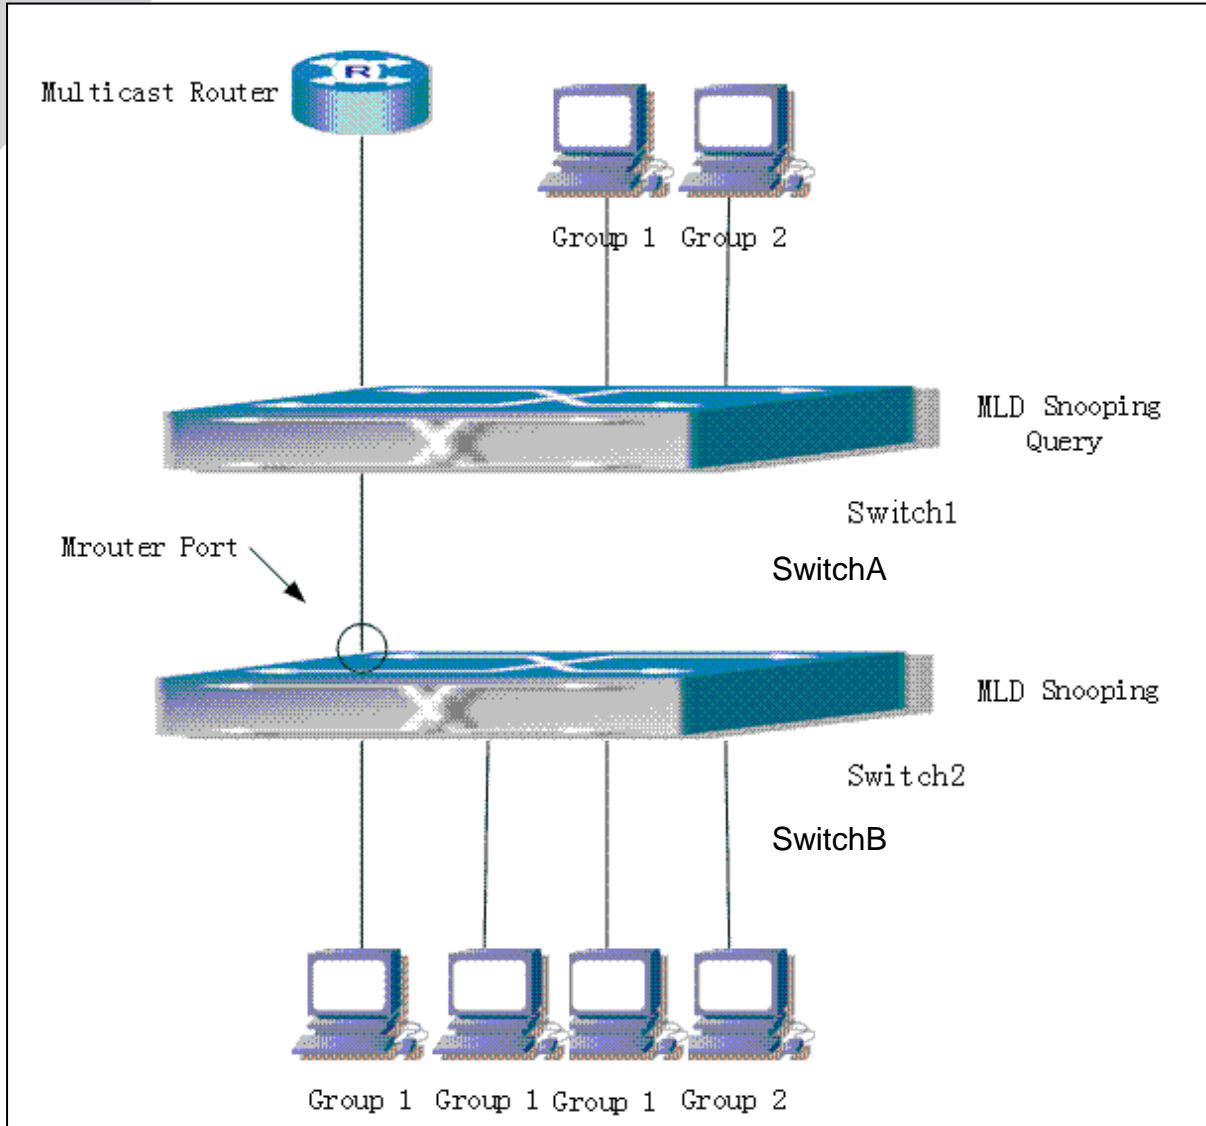 Multicast Router
R
Group 1 Group 2
MLD Snooping
Query
Switch1
Mrouter Port
SwitchA
MLD Snooping
Switch2
SwitchB
Group 1 Group 1 Group 1 Group 2